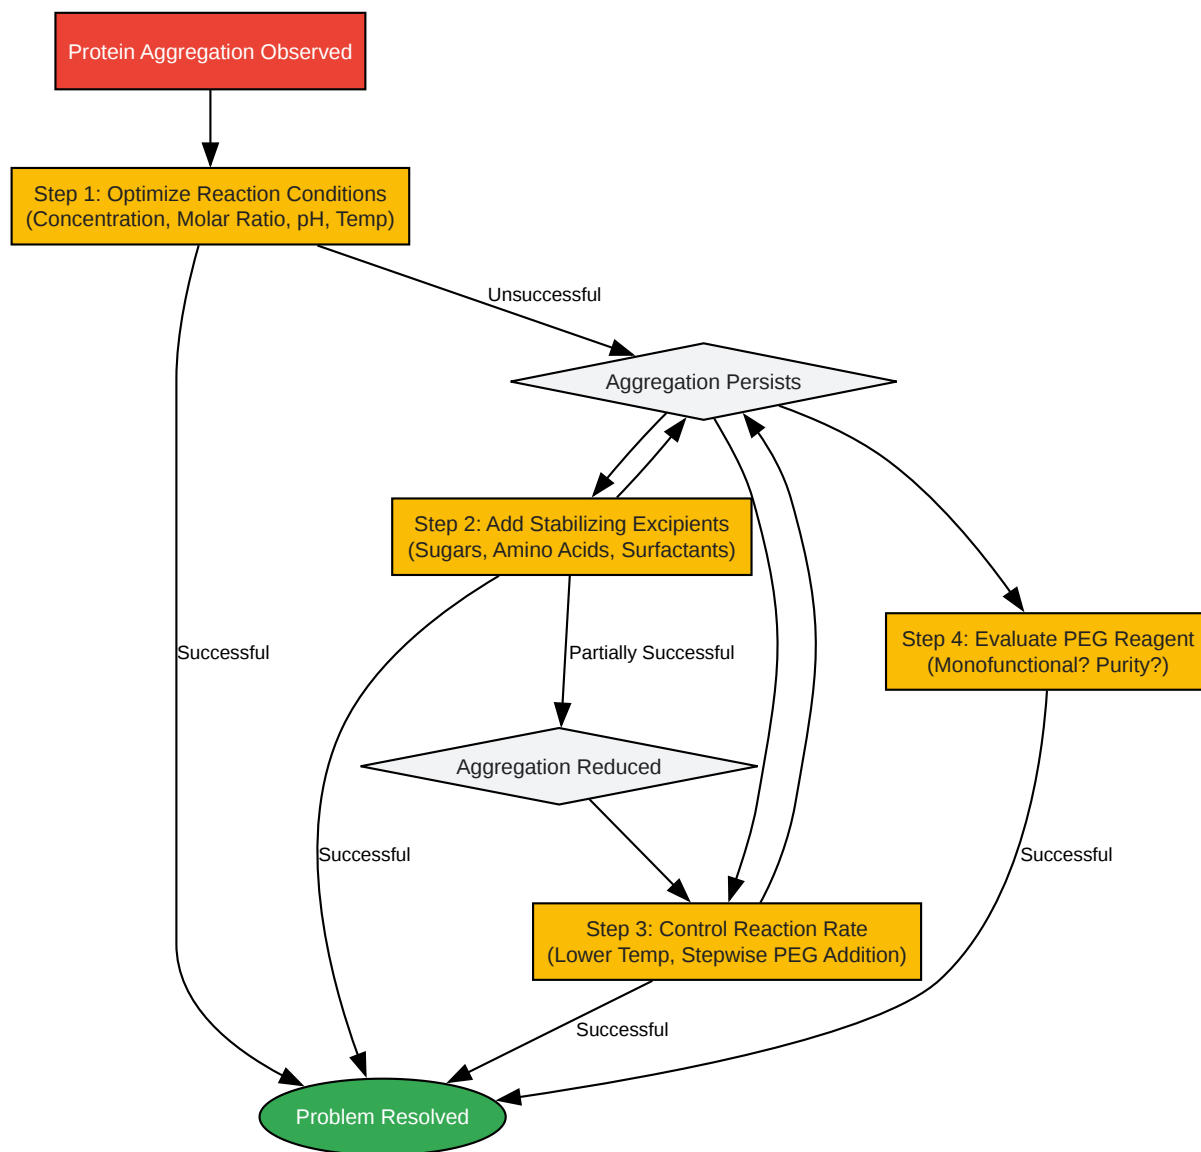 Protein Aggregation Observed
Step 1: Optimize Reaction Conditions
(Concentration, Molar Ratio, pH, Temp)
Unsuccessful
Aggregation Persists
Step 2: Add Stabilizing Excipients
(Sugars, Amino Acids, Surfactants)
Step 4: Evaluate PEG Reagent
(Monofunctional? Purity?)
Successful
Partially Successful
Aggregation Reduced
Successful
Successful
Step 3: Control Reaction Rate
(Lower Temp, Stepwise PEG Addition)
Successful
Problem Resolved